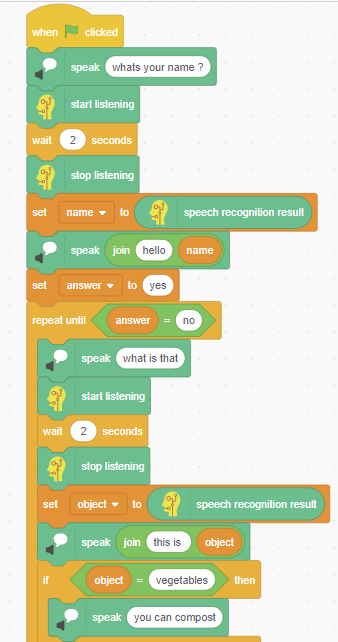 when clicked
speak whats your name ?
start listening
wait 2 seconds
stop listening
set name to speech recognition result
speak join hello name
set answer to yes
repeat until answer = no
speak what is that
start listening
wait 2 seconds
stop listening
set object to speech recognition result
speak join this is object
if object = vegetables then
speak you can compost